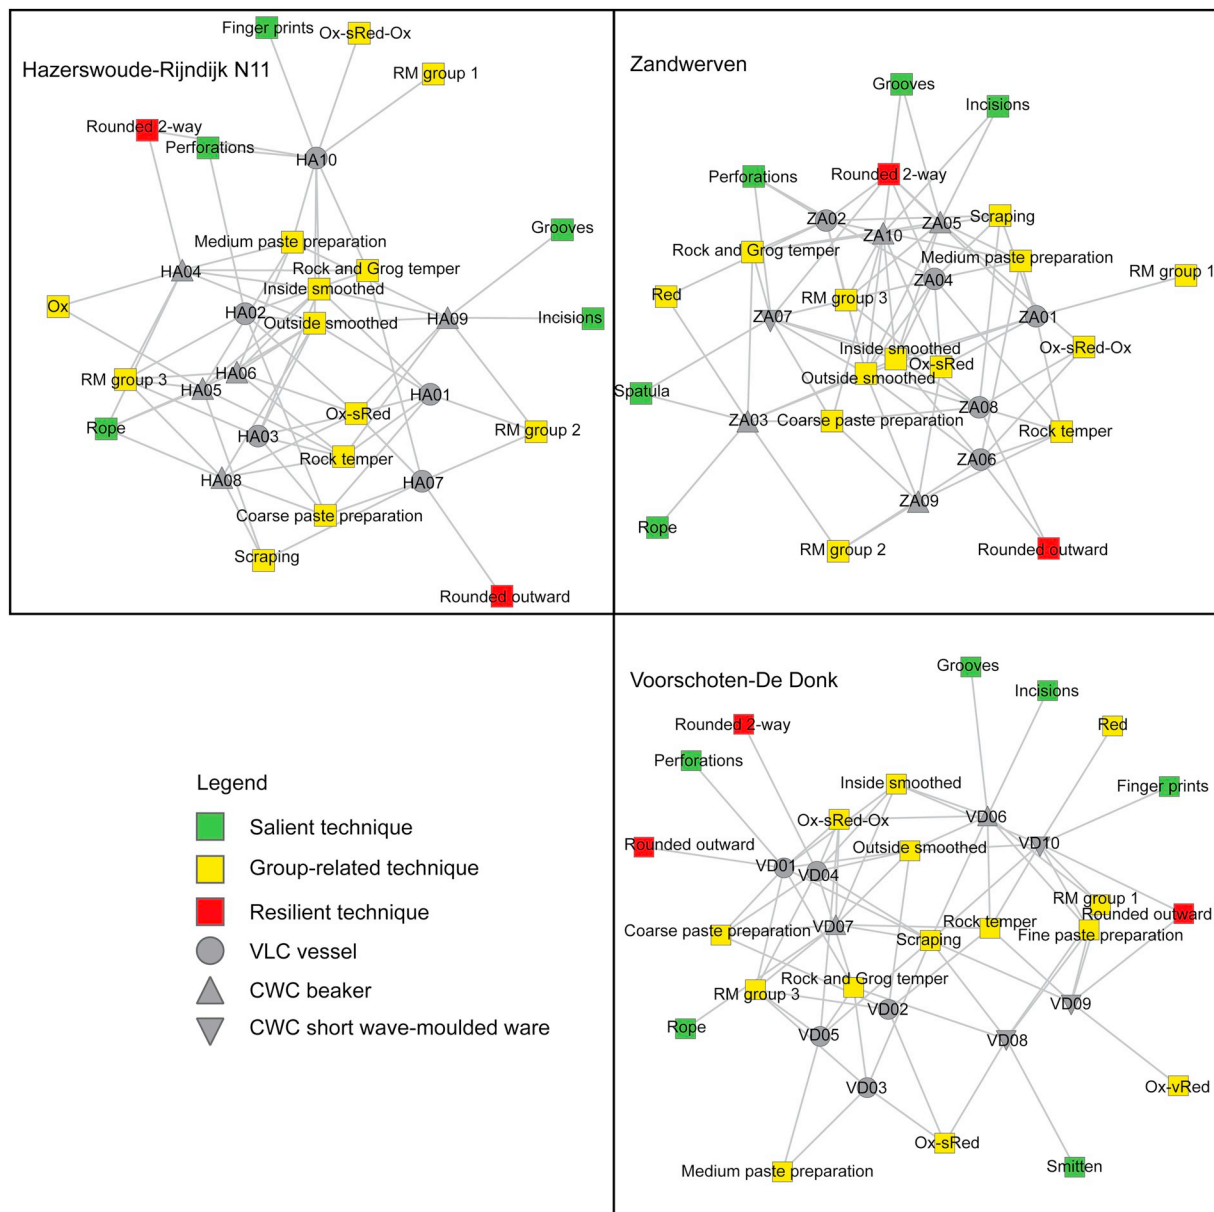 Hazerswoude-Rijndijk N11
Finger prints
Ox-sRed-Ox
RM group 1
Rounded 2-way
Perforations
HA10
Grooves
Medium paste preparation
HA04
Rock and Grog temper
Inside smoothed
Ox
HA02
Outside smoothed
HA09
Incisions
RM group 3
HA06
HA05
HA01
Ox-sRed
Rope
HA03
RM group 2
Rock temper
HA08
HA07
Coarse paste preparation
Scraping
Rounded outward
Zandwerven
Grooves
Incisions
Perforations
Rounded 2-way
ZA02
ZA05
Scraping
ZA10
Rock and Grog temper
Medium paste preparation
RM group 1
ZA04
Red
RM group 3
ZA07
ZA01
Inside smoothed
Ox-sRed-Ox
Ox-sRed
Outside smoothed
Spatula
ZA08
ZA03
Coarse paste preparation
Rock temper
ZA06
ZA09
Rope
RM group 2
Rounded outward
Voorschoten-De Donk
Grooves
Incisions
Rounded 2-way
Red
Perforations
Inside smoothed
Finger prints
Ox-sRed-Ox
VD06
Rounded outward
Outside smoothed
VD10
VD01
VD04
RM group 1
Rounded outward
Coarse paste preparation
VD07
Rock temper
Scraping
Fine paste preparation
Rock and Grog temper
RM group 3
VD02
VD09
Rope
VD05
VD08
VD03
Ox-vRed
Ox-sRed
Medium paste preparation
Smitten
Legend
Salient technique
Group-related technique
Resilient technique
VLC vessel
CWC beaker
CWC short wave-moulded ware